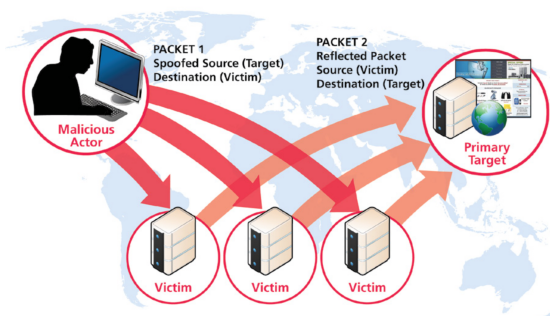 PACKET 1
Spoofed Source (Target)
Destination (Victim)
PACKET 2
Reflected Packet
Source (Victim)
Destination (Target)
Malicious
Actor
Primary
Target
Victim
Victim
Victim